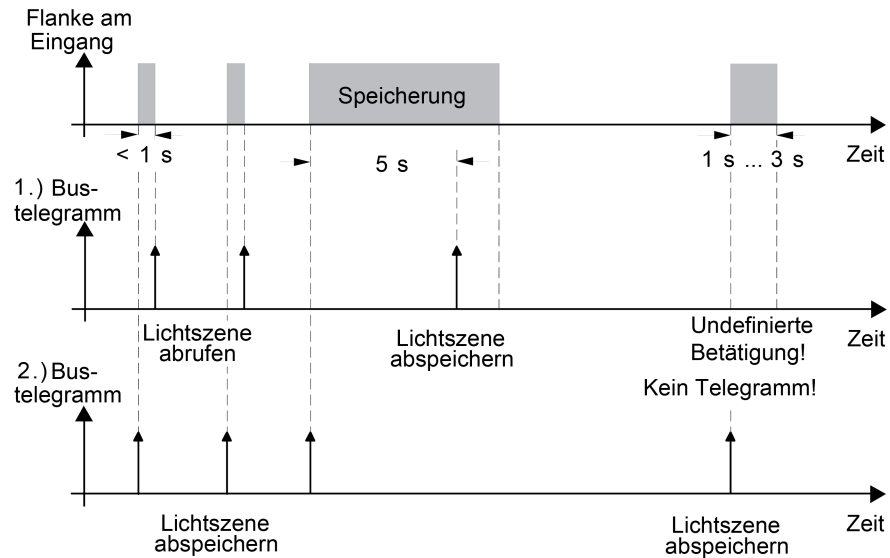 Flanke am
Eingang
Speicherung
< 1 s
5 s
1 s ... 3 s
Zeit
1.) Bus-
telegramm
Lichtszene
abrufen
Lichtszene
abspeichern
Undefinierte
Betätigung!
Zeit
Kein Telegramm!
2.) Bus-
telegramm
Lichtszene
abspeichern
Lichtszene
abspeichern
Zeit